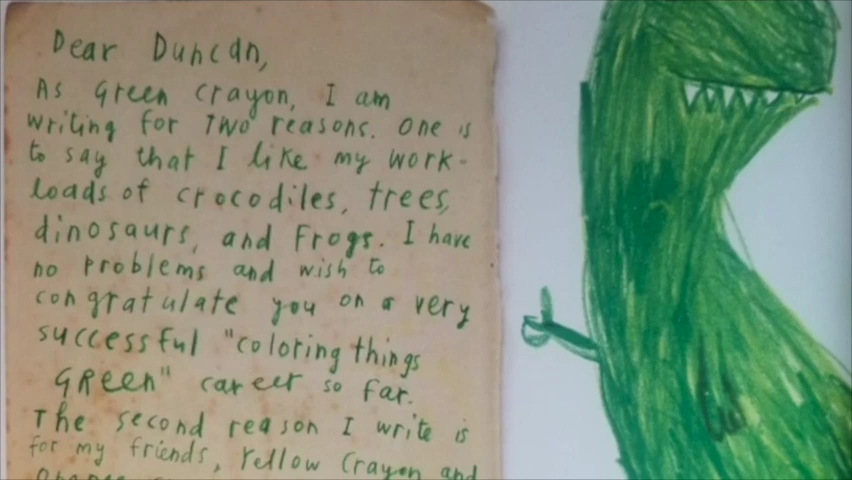 Dear Duncan,
As Green crayon, I am
writing for two reasons. One is
to say that I like my work-
loads of crocodiles, trees,
dinosaurs, and frogs. I have
no problems and wish to
congratulate you on a very
successful "coloring things
GREEN" career so far.
The second reason I write is
for my friends, Yellow Crayon and
Orange